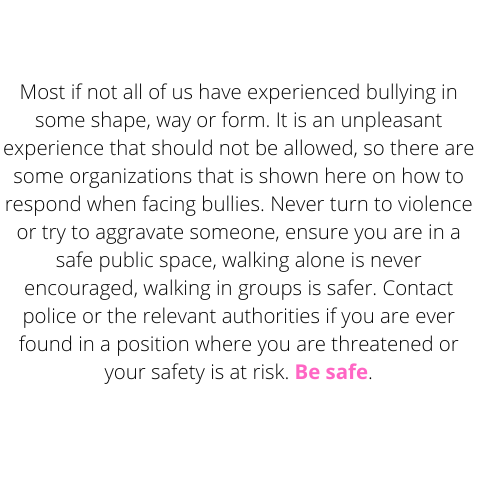 Most if not all of us have experienced bullying in
some shape, way or form. It is an unpleasant
experience that should not be allowed, so there are
some organizations that is shown here on how to
respond when facing bullies. Never turn to violence
or try to aggravate someone, ensure you are in a
safe public space, walking alone is never
encouraged, walking in groups is safer. Contact
police or the relevant authorities if you are ever
found in a position where you are threatened or
your safety is at risk. Be safe.